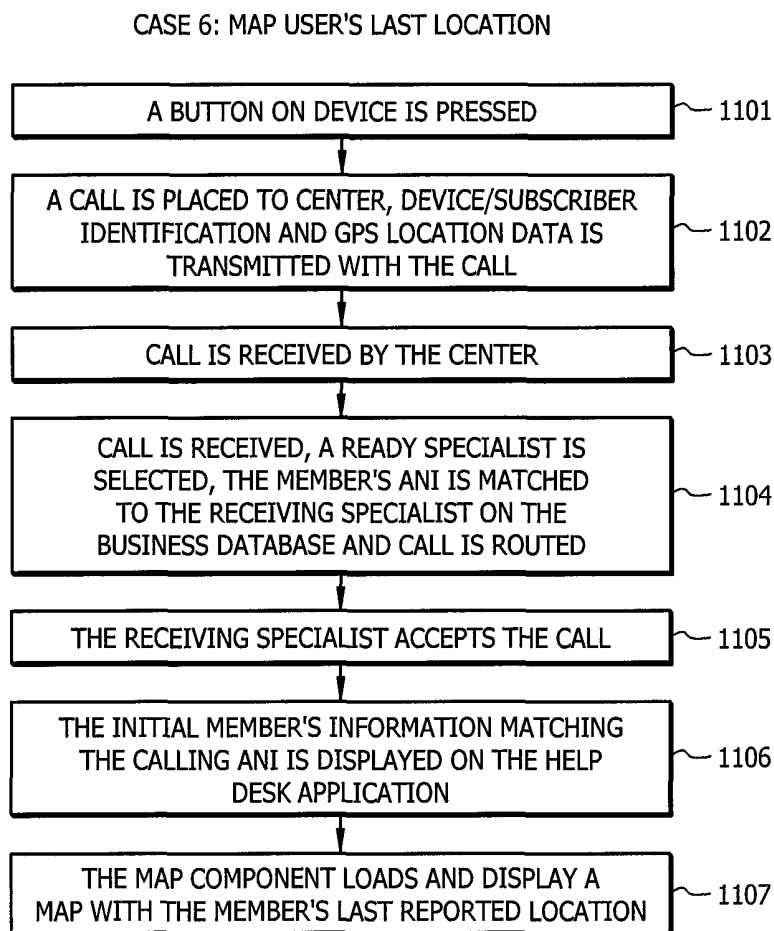 CASE 6: MAP USER'S LAST LOCATION
A BUTTON ON DEVICE IS PRESSED
1101
A CALL IS PLACED TO CENTER, DEVICE/SUBSCRIBER
IDENTIFICATION AND GPS LOCATION DATA IS
TRANSMITTED WITH THE CALL
1102
CALL IS RECEIVED BY THE CENTER
1103
CALL IS RECEIVED, A READY SPECIALIST IS
SELECTED, THE MEMBER'S ANI IS MATCHED
TO THE RECEIVING SPECIALIST ON THE
BUSINESS DATABASE AND CALL IS ROUTED
1104
THE RECEIVING SPECIALIST ACCEPTS THE CALL
1105
THE INITIAL MEMBER'S INFORMATION MATCHING
THE CALLING ANI IS DISPLAYED ON THE HELP
DESK APPLICATION
1106
THE MAP COMPONENT LOADS AND DISPLAY A
MAP WITH THE MEMBER'S LAST REPORTED LOCATION
1107